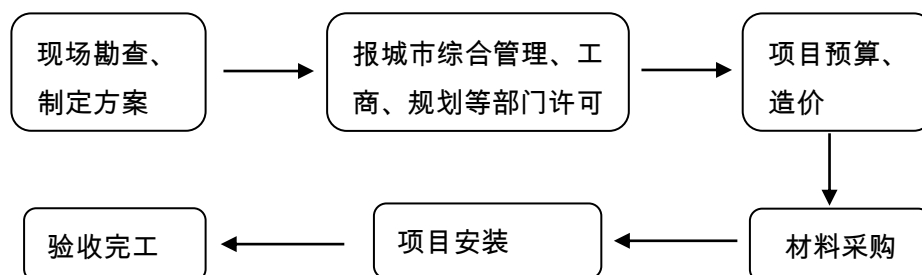 现场勘查、
制定方案
报城市综合管理、工
商、规划等部门许可
项目预算、
造价
材料采购
项目安装
验收完工